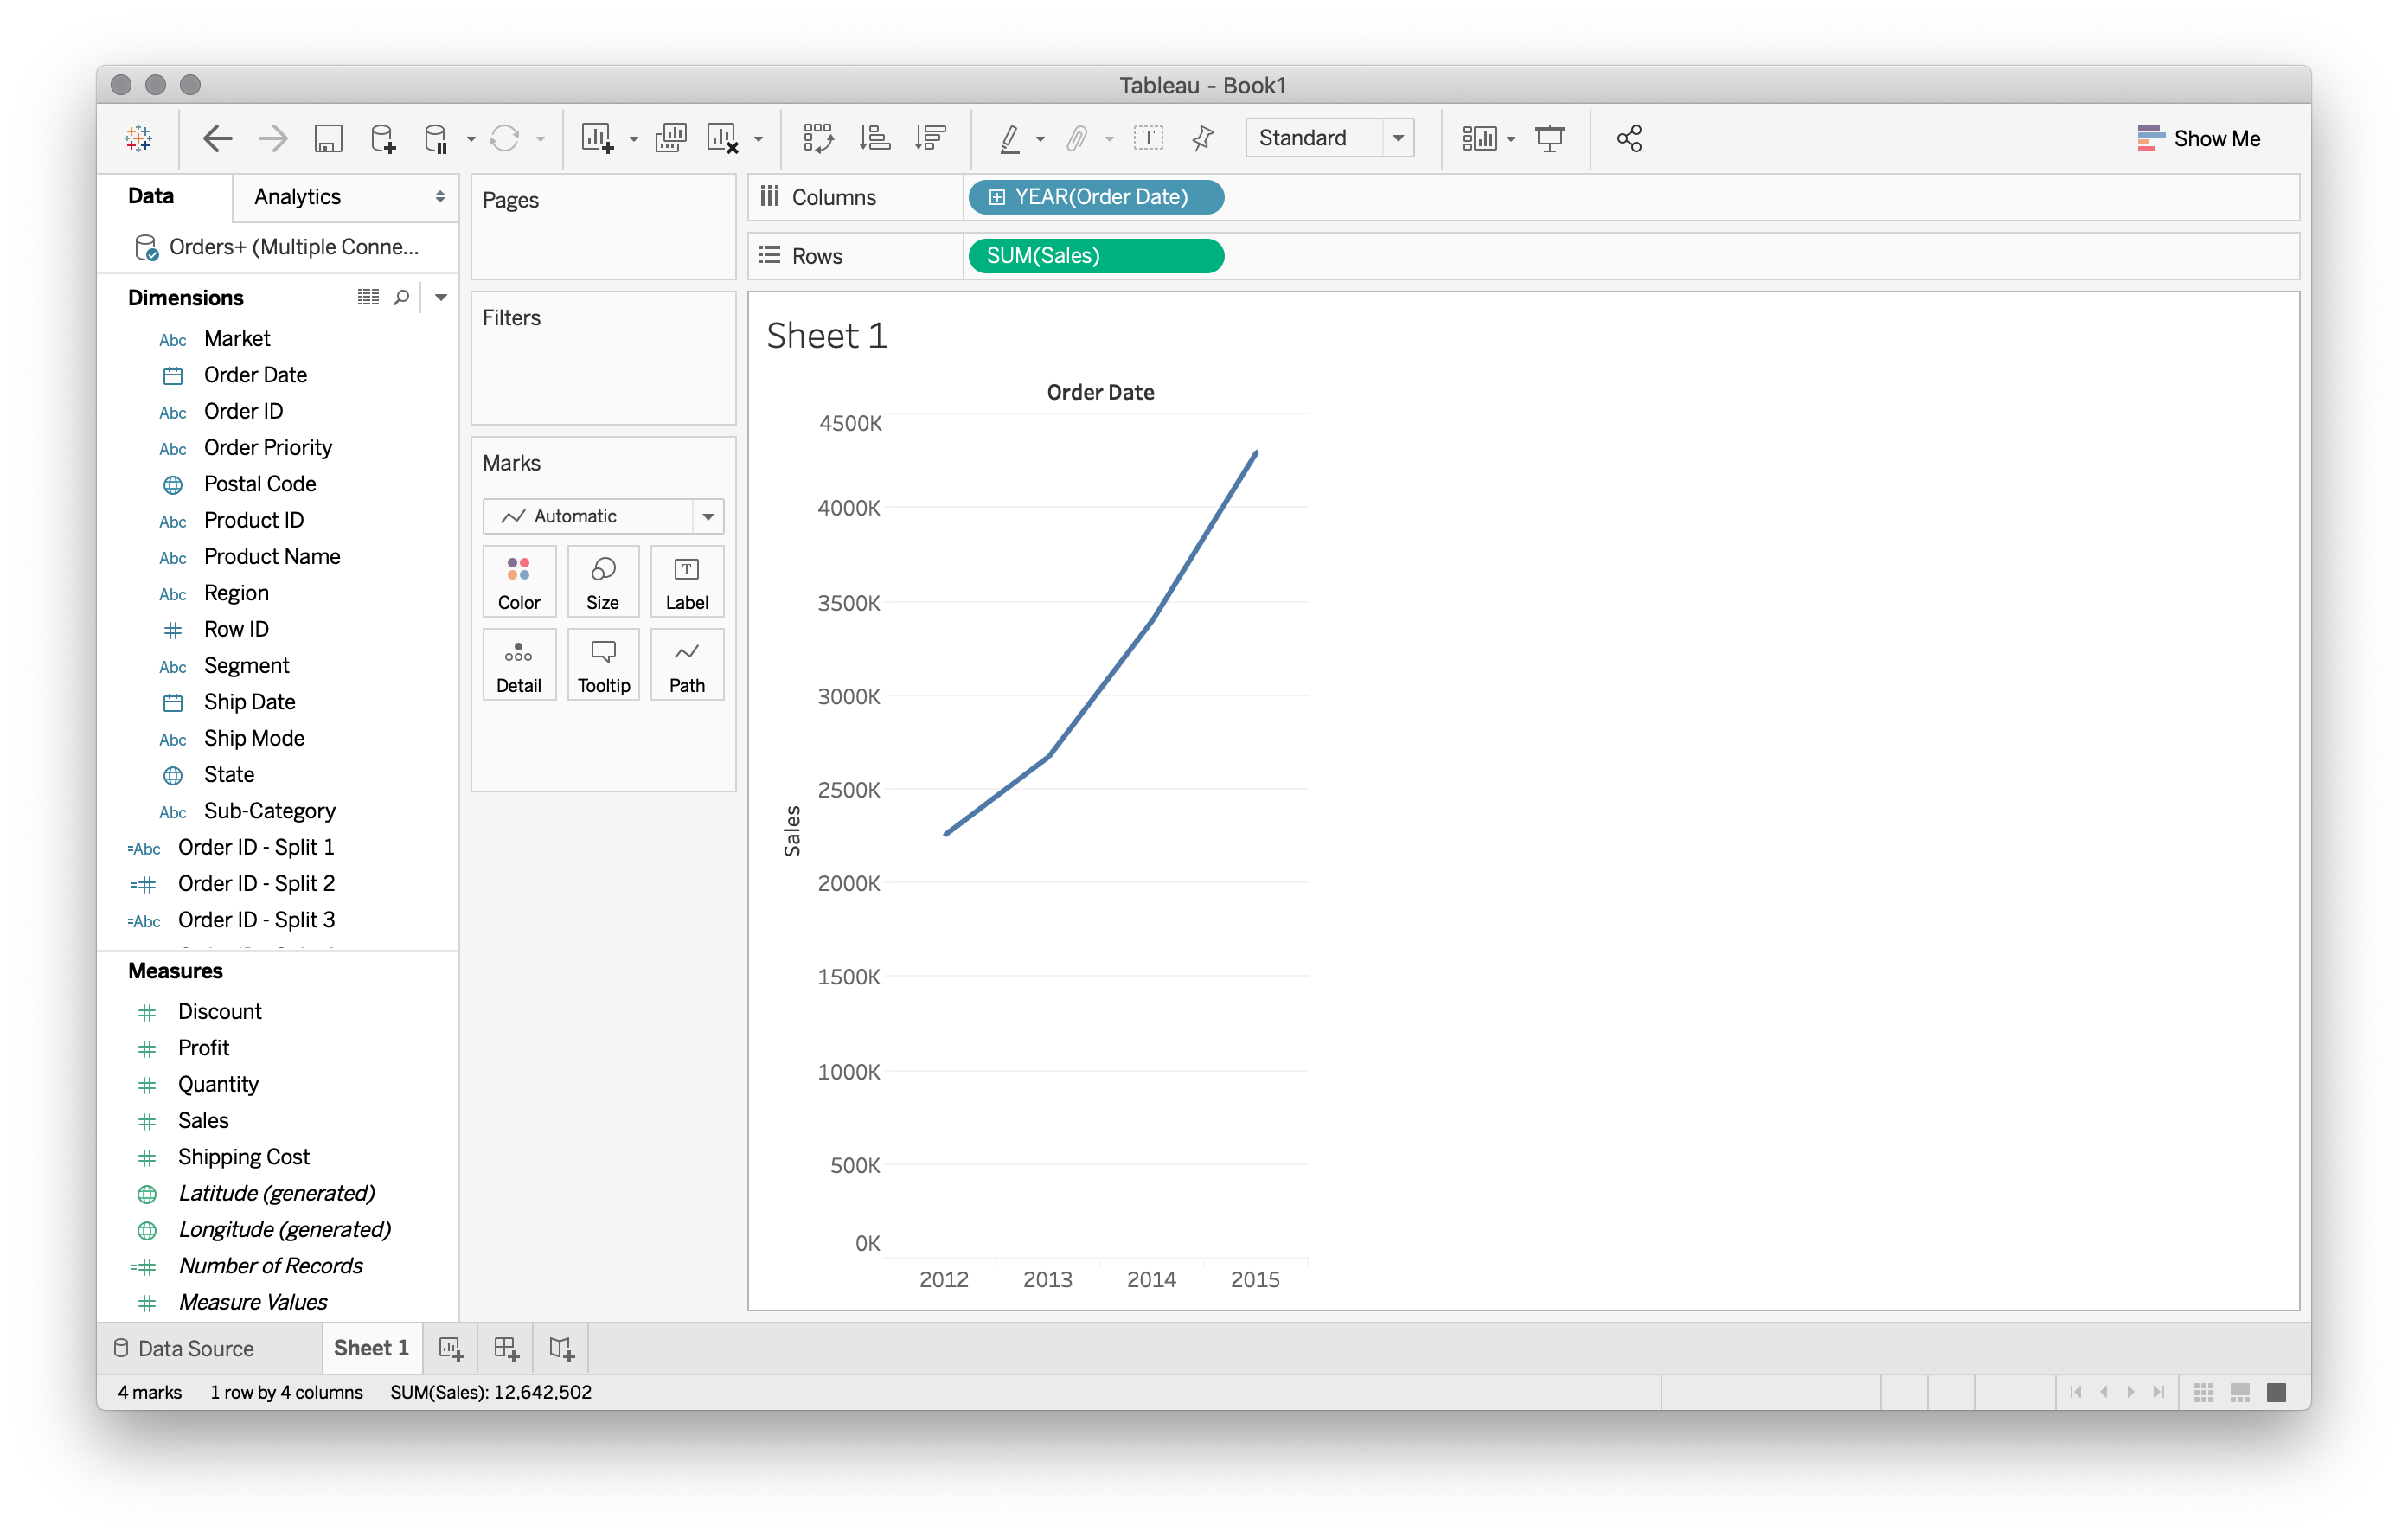 Tableau - Book1
Standard
Show Me
Data
Analytics
Orders+ (Multiple Conne...
Dimensions
Abc Market
Order Date
Abc Order ID
Abc Order Priority
Postal Code
Abc Product ID
Abc Product Name
Abc Region
Row ID
Abc Segment
Ship Date
Abc Ship Mode
State
Abc Sub-Category
=Abc Order ID - Split 1
=# Order ID - Split 2
=Abc Order ID - Split 3
Measures
# Discount
# Profit
# Quantity
# Sales
# Shipping Cost
Latitude (generated)
Longitude (generated)
=# Number of Records
# Measure Values
Pages
Filters
Marks
Automatic
Color Size Label
Detail Tooltip Path
Columns YEAR(Order Date)
Rows SUM(Sales)
Sheet 1
Order Date
4500K
4000K
3500K
3000K
2500K
2000K
1500K
1000K
500K
0K
Sales
2012 2013 2014 2015
Data Source Sheet 1
4 marks 1 row by 4 columns SUM(Sales): 12,642,502